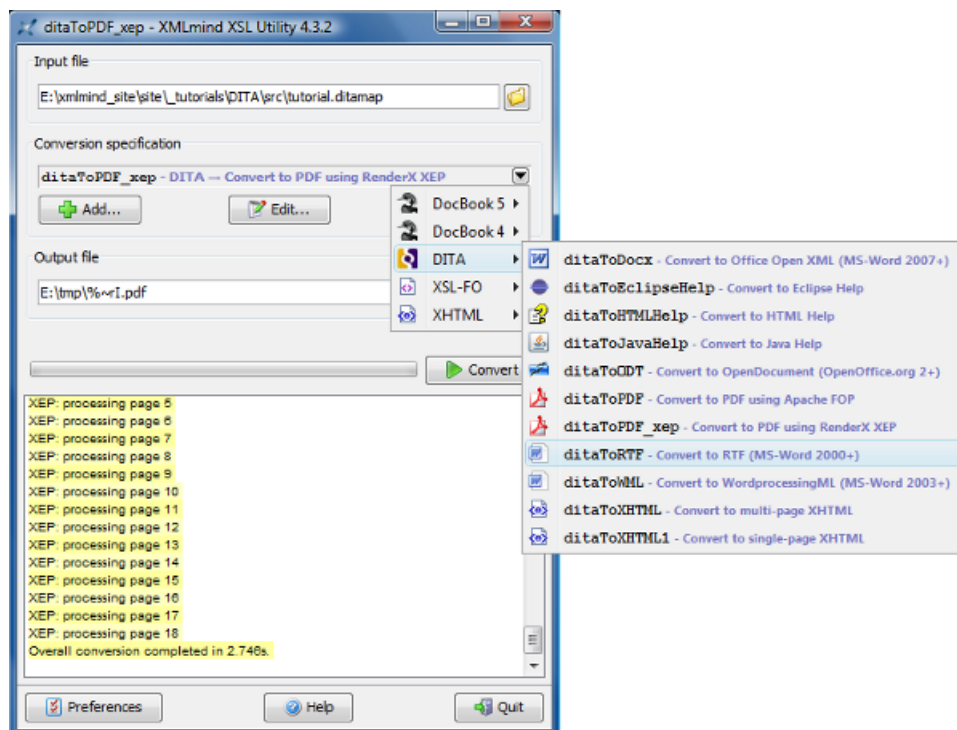 ditaToPDF_xep - XMLmind XSL Utility 4.3.2
Input file
E:\xmlmind_site\site\_tutorials\DITA\src\tutorial.ditamap
Conversion specification
ditaToPDF_xep - DITA — Convert to PDF using RenderX XEP
Add...
Edit...
DocBook 5
DocBook 4
DITA
XSL-FO
XHTML
Output file
E:\tmp\%~rI.pdf
Convert
ditaToDocx - Convert to Office Open XML (MS-Word 2007+)
ditaToEclipseHelp - Convert to Eclipse Help
ditaToHTMLHelp - Convert to HTML Help
ditaToJavaHelp - Convert to Java Help
ditaToODT - Convert to OpenDocument (OpenOffice.org 2+)
ditaToPDF - Convert to PDF using Apache FOP
ditaToPDF_xep - Convert to PDF using RenderX XEP
ditaToRTF - Convert to RTF (MS-Word 2000+)
ditaToWML - Convert to WordprocessingML (MS-Word 2003+)
ditaToXHTML - Convert to multi-page XHTML
ditaToXHTML1 - Convert to single-page XHTML
XEP: processing page 5
XEP: processing page 6
XEP: processing page 7
XEP: processing page 8
XEP: processing page 9
XEP: processing page 10
XEP: processing page 11
XEP: processing page 12
XEP: processing page 13
XEP: processing page 14
XEP: processing page 15
XEP: processing page 16
XEP: processing page 17
XEP: processing page 18
Overall conversion completed in 2.746s.
Preferences
Help
Quit